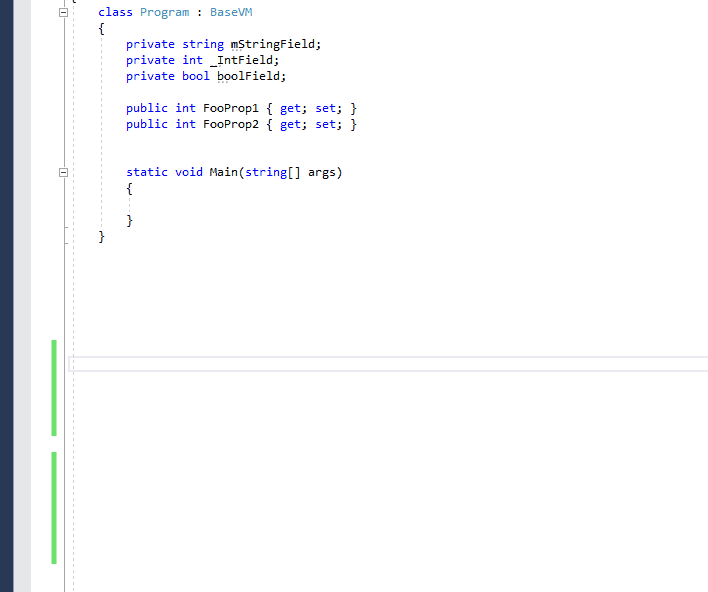 class Program : BaseVM
{
private string mStringField;
private int _IntField;
private bool boolField;
public int FooProp1 { get; set; }
public int FooProp2 { get; set; }
static void Main(string[] args)
{
}
}